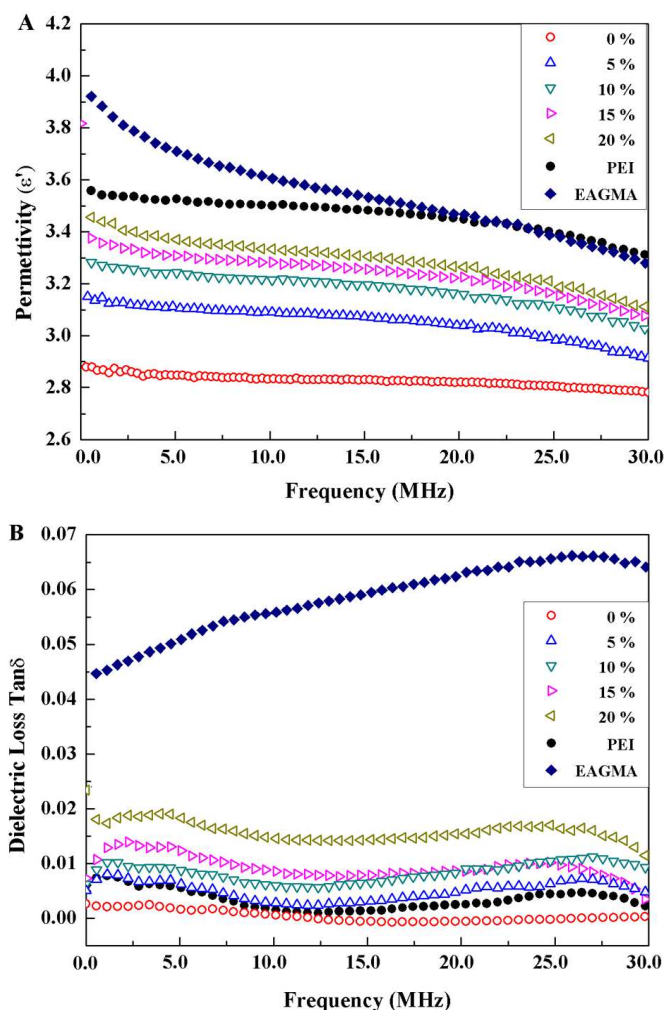 A
4.2
4.0
3.8
3.6
3.4
3.2
3.0
2.8
2.6
Permettivity (ε')
0 %
5 %
10 %
15 %
20 %
PEI
EAGMA
0.0 5.0 10.0 15.0 20.0 25.0 30.0
Frequency (MHz)
B
0.07
0.06
0.05
0.04
0.03
0.02
0.01
0.00
Dielectric Loss Tanδ
0 %
5 %
10 %
15 %
20 %
PEI
EAGMA
0.0 5.0 10.0 15.0 20.0 25.0 30.0
Frequency (MHz)